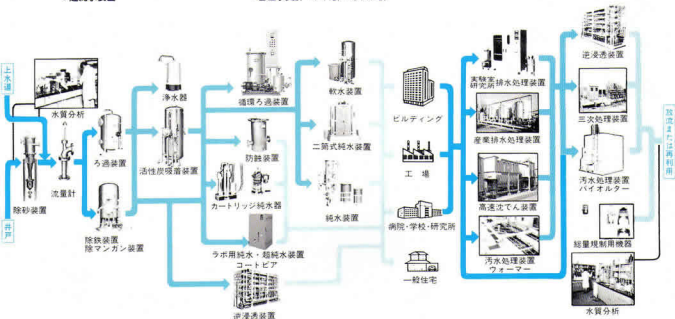 上水道
水質分析
除砂装置
井戸
流量計
ろ過装置
除鉄装置
除マンガン装置
浄水器
活性炭吸着装置
循環ろ過装置
防蝕装置
カートリッジ純水器
ラボ用純水・超純水装置
コートピア
逆浸透装置
軟水装置
二筒式純水装置
純水装置
ビルディング
工場
病院・学校・研究所
一般住宅
実験室
研究所
排水処理装置
産業排水処理装置
高速沈でん装置
汚水処理装置
ウォーマー
逆浸透装置
三次処理装置
汚水処理装置
バイオルター
総量規制用機器
水質分析
放流または再利用